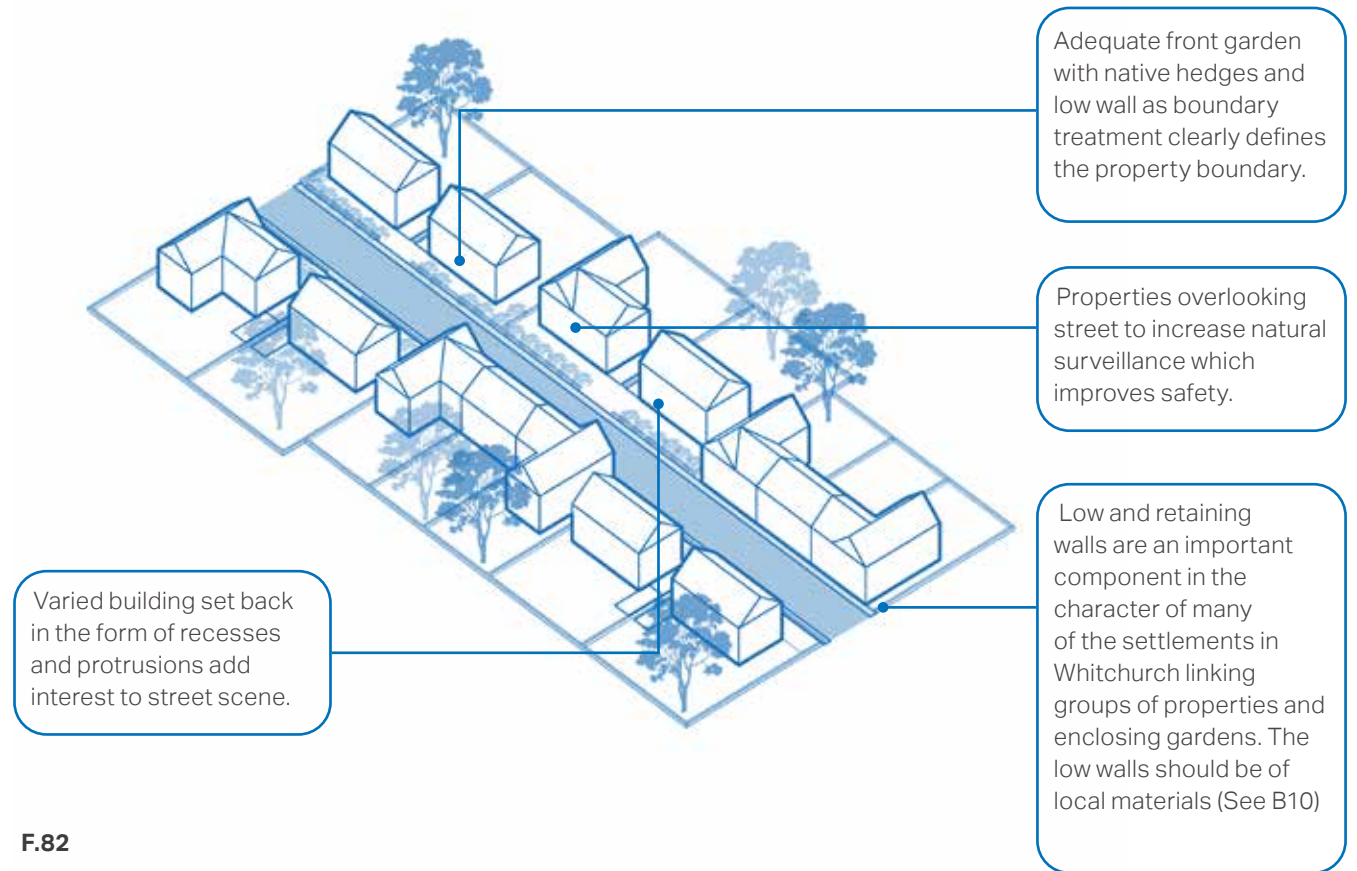 Adequate front garden
with native hedges and
low wall as boundary
treatment clearly defines
the property boundary.
Properties overlooking
street to increase natural
surveillance which
improves safety.
Low and retaining
walls are an important
component in the
character of many
of the settlements in
Whitchurch linking
groups of properties and
enclosing gardens. The
low walls should be of
local materials (See B10)
Varied building set back
in the form of recesses
and protrusions add
interest to street scene.
F.82